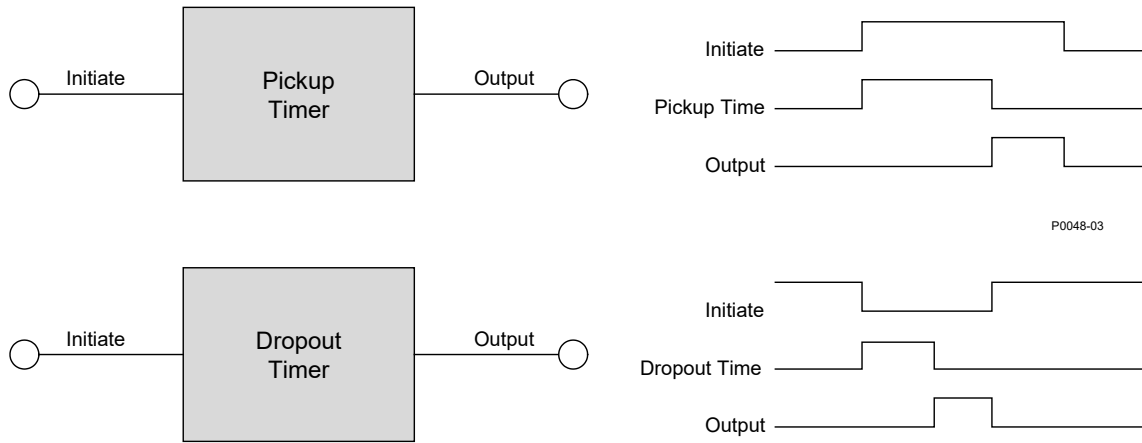 Initiate
Pickup
Timer
Output
Initiate
Pickup Time
Output
P0048-03
Initiate
Dropout
Timer
Output
Initiate
Dropout Time
Output